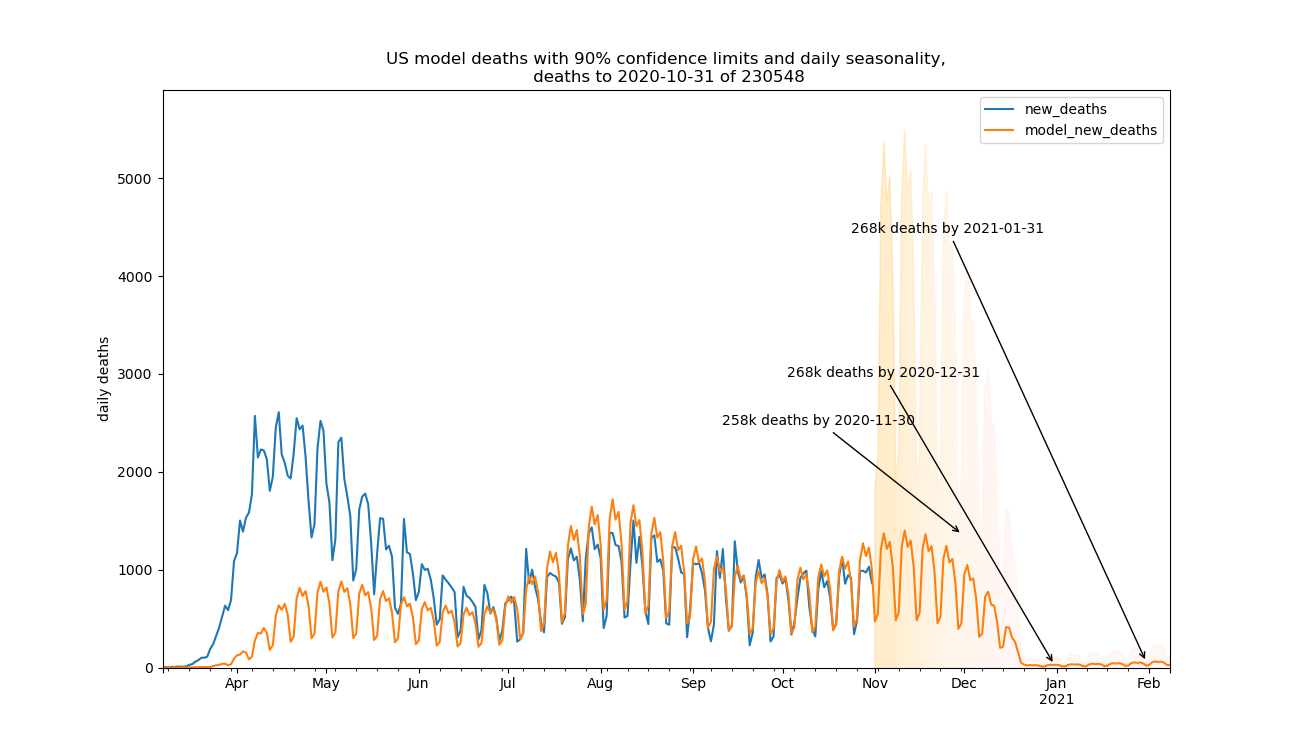 US model deaths with 90% confidence limits and daily seasonality,
deaths to 2020-10-31 of 230548
new_deaths
model_new_deaths
5000
4000
3000
2000
1000
0
daily deaths
268k deaths by 2021-01-31
268k deaths by 2020-12-31
258k deaths by 2020-11-30
Apr May Jun Jul Aug Sep Oct Nov Dec Jan Feb
2021